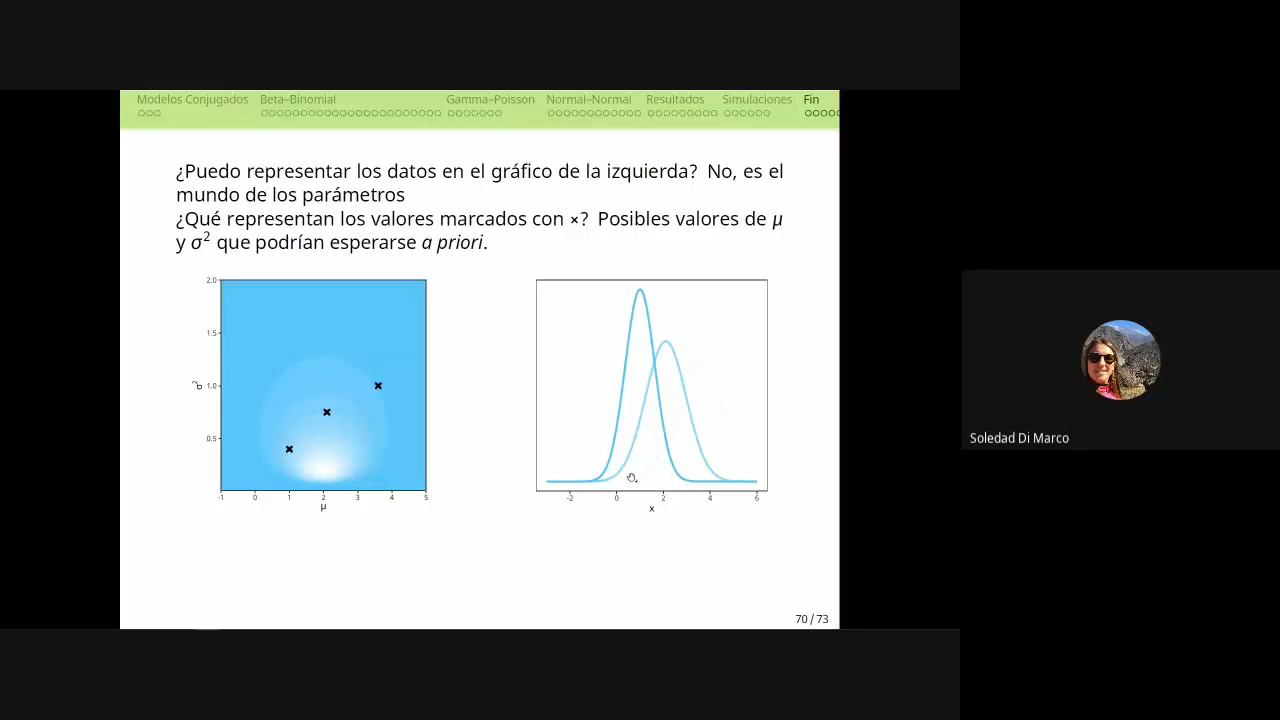 Modelos Conjugados Beta–Binomial Gamma–Poisson Normal–Normal Resultados Simulaciones Fin
¿Puedo representar los datos en el gráfico de la izquierda? No, es el
mundo de los parámetros
¿Qué representan los valores marcados con ×? Posibles valores de μ
y σ² que podrían esperarse a priori.
2.0
1.5
σ² 1.0
0.5
-1 0 1 2 3 4 5
μ
-2 0 2 4 6
x
70 / 73
Soledad Di Marco